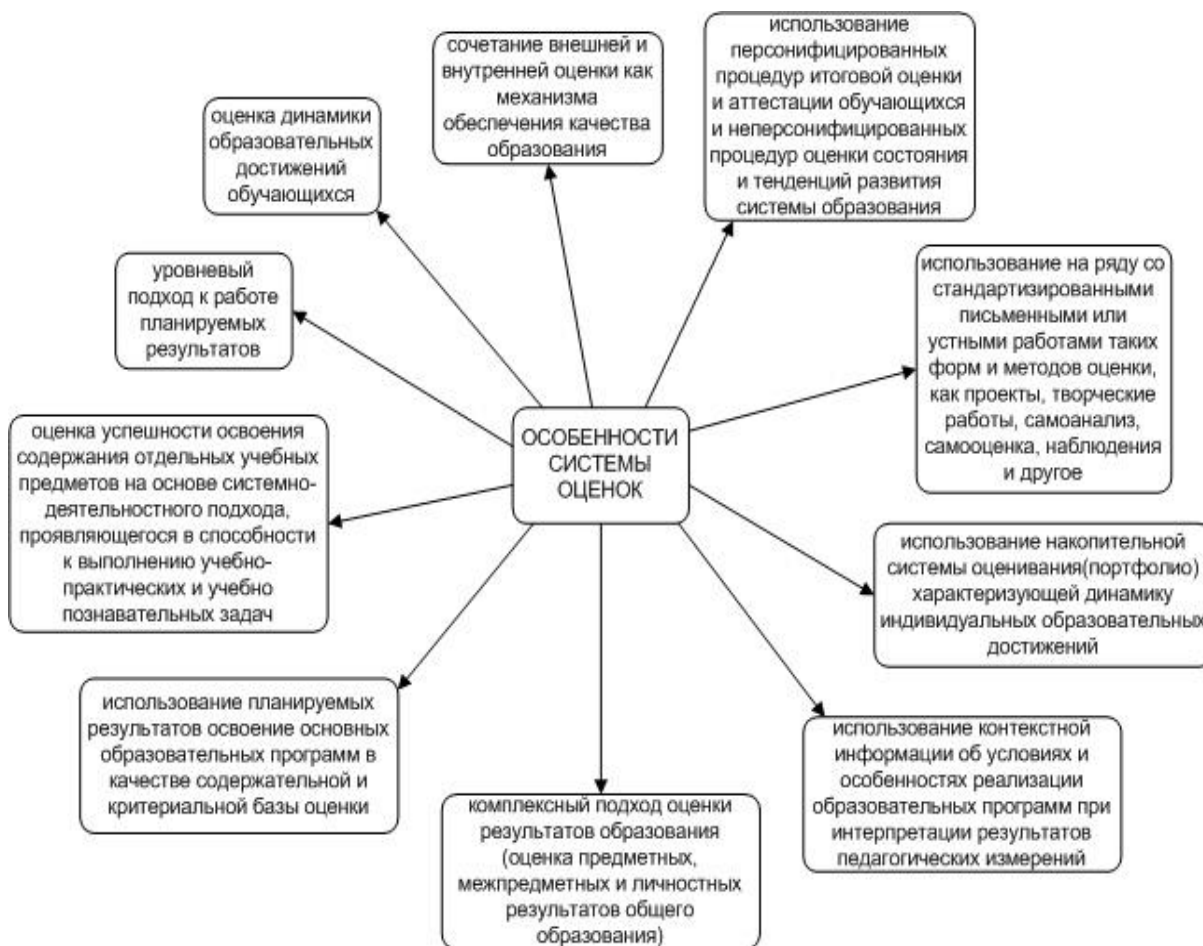 использование
персонифицированных
процедур итоговой оценки
и аттестации обучающихся
и неперсонифицированных
процедур оценки состояния
и тенденций развития
системы образования
сочетание внешней и
внутренней оценки как
механизма
обеспечения качества
образования
оценка динамики
образовательных
достижений
обучающихся
уровневый
подход к работе
планируемых
результатов
использование на ряду со
стандартизированными
письменными или
устными работами таких
форм и методов оценки,
как проекты, творческие
работы, самоанализ,
самооценка, наблюдения
и другое
ОСОБЕННОСТИ
СИСТЕМЫ
ОЦЕНОК
оценка успешности освоения
содержания отдельных учебных
предметов на основе системно-
деятельностного подхода,
проявляющегося в способности
к выполнению учебно-
практических и учебно
познавательных задач
использование накопительной
системы оценивания(портфолио)
характеризующей динамику
индивидуальных образовательных
достижений
использование планируемых
результатов освоение основных
образовательных программ в
качестве содержательной и
критериальной базы оценки
использование контекстной
информации об условиях и
особенностях реализации
образовательных программ при
интерпретации результатов
педагогических измерений
комплексный подход оценки
результатов образования
(оценка предметных,
межпредметных и личностных
результатов общего
образования)